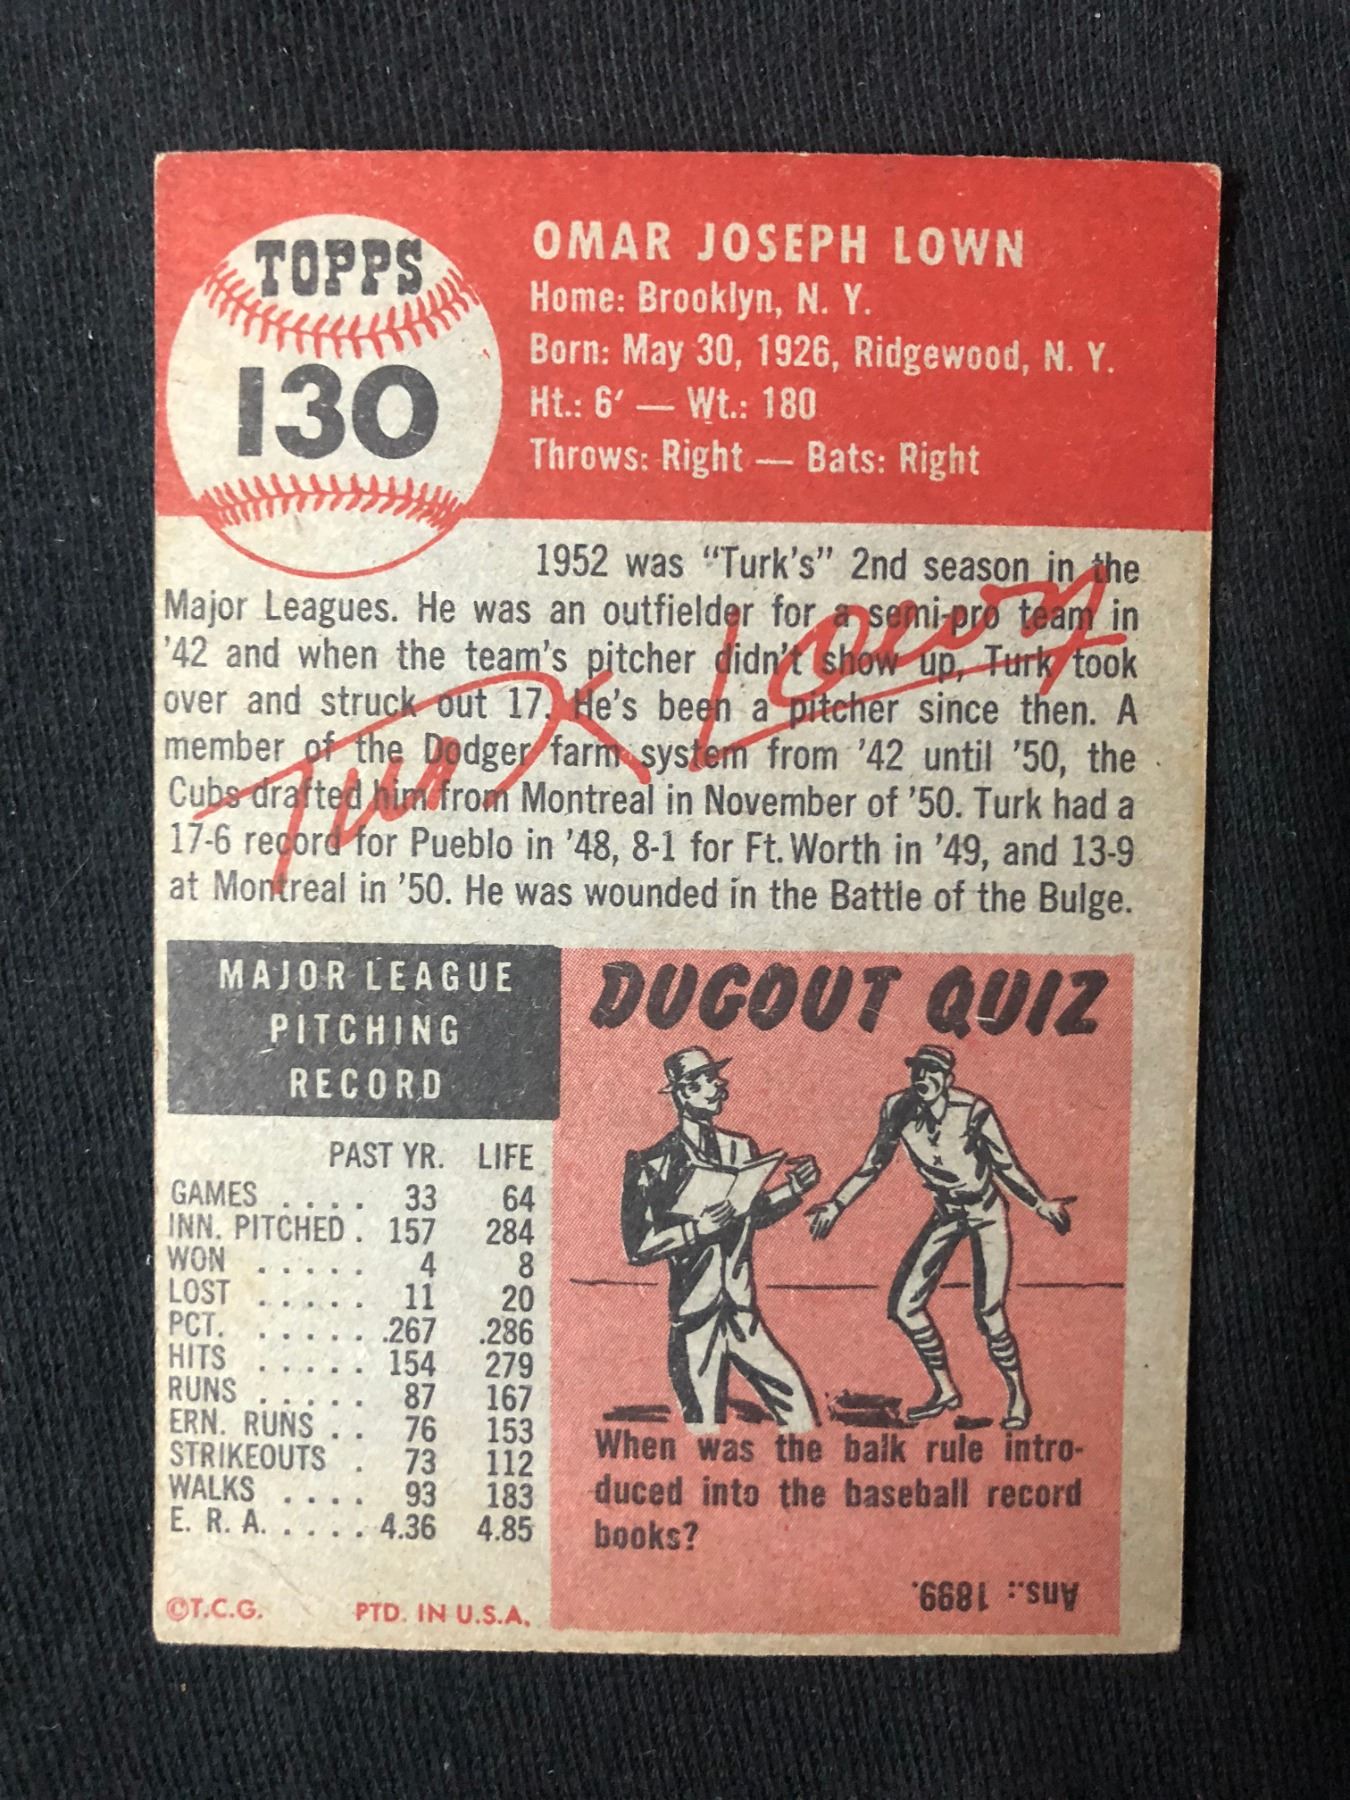 TOPPS
130
OMAR JOSEPH LOWN
Home: Brooklyn, N. Y.
Born: May 30, 1926, Ridgewood, N. Y.
Ht.: 6′ — Wt.: 180
Throws: Right — Bats: Right
1952 was “Turk's” 2nd season in the
Major Leagues. He was an outfielder for a semi-pro team in
'42 and when the team's pitcher didn't show up, Turk took
over and struck out 17. He's been a pitcher since then. A
member of the Dodger farm system from '42 until '50, the
Cubs drafted him from Montreal in November of '50. Turk had a
17-6 record for Pueblo in '48, 8-1 for Ft. Worth in '49, and 13-9
at Montreal in '50. He was wounded in the Battle of the Bulge.
Turk Lown
MAJOR LEAGUE
PITCHING
RECORD
PAST YR. LIFE
GAMES . . . . 33 64
INN. PITCHED . 157 284
WON . . . . . 4 8
LOST . . . . . 11 20
PCT. . . . . . .267 .286
HITS . . . . . 154 279
RUNS . . . . . 87 167
ERN. RUNS . . 76 153
STRIKEOUTS . 73 112
WALKS . . . . 93 183
E. R. A. . . . . 4.36 4.85
©T.C.G. PTD. IN U.S.A.
DUGOUT QUIZ
When was the balk rule intro-
duced into the baseball record
books?
Ans.: 1899.